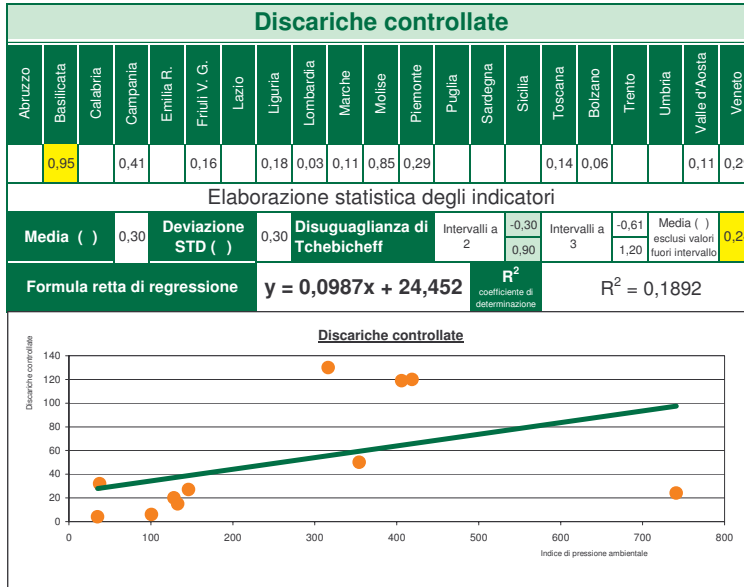 Discariche controllate
Abruzzo Basilicata Calabria Campania Emilia R. Friuli V. G. Lazio Liguria Lombardia Marche Molise Piemonte Puglia Sardegna Sicilia Toscana Bolzano Trento Umbria Valle d'Aosta Veneto
0,95 0,41 0,16 0,18 0,03 0,11 0,85 0,29 0,14 0,06 0,11
Elaborazione statistica degli indicatori
Media ( ) 0,30 Deviazione STD ( ) 0,30 Disuguaglianza di Tchebicheff Intervalli a 2 -0,30 0,90 Intervalli a 3 -0,61 1,20 Media ( ) esclusi valori fuori intervallo
Formula retta di regressione y = 0,0987x + 24,452 R² coefficiente di determinazione R² = 0,1892
Discariche controllate
Discariche controllate
140
120
100
80
60
40
20
0
0 100 200 300 400 500 600 700 800
Indice di pressione ambientale